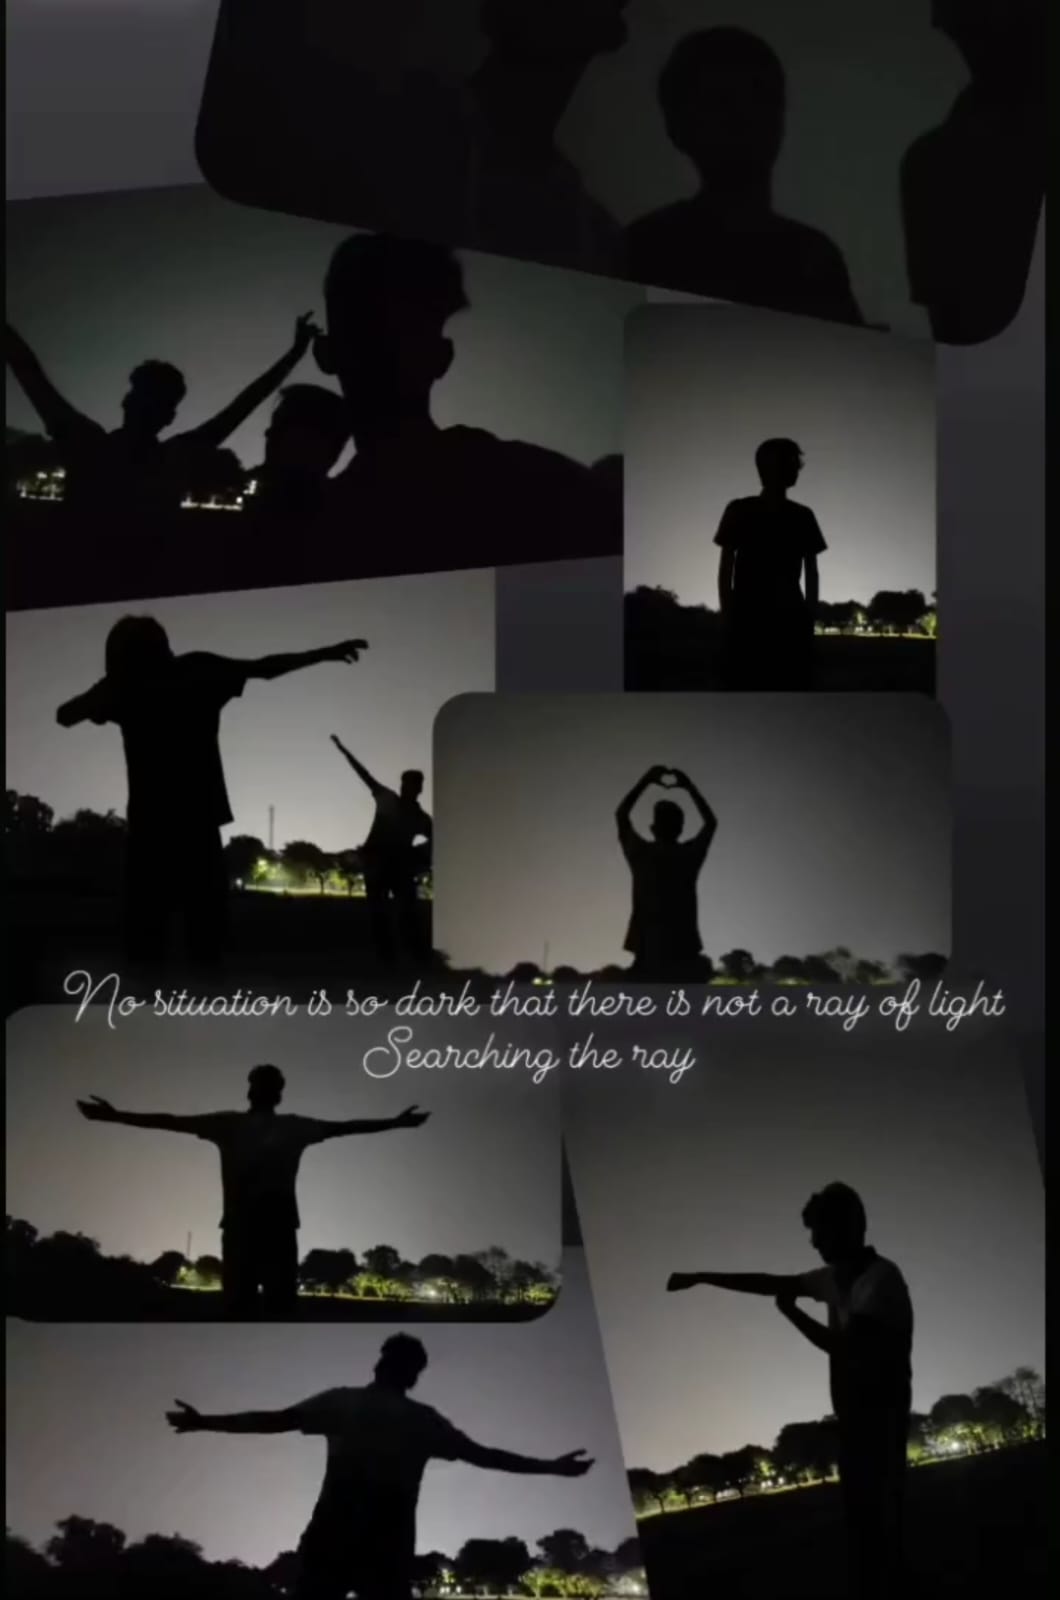 No situation is so dark that there is not a ray of light
Searching the ray